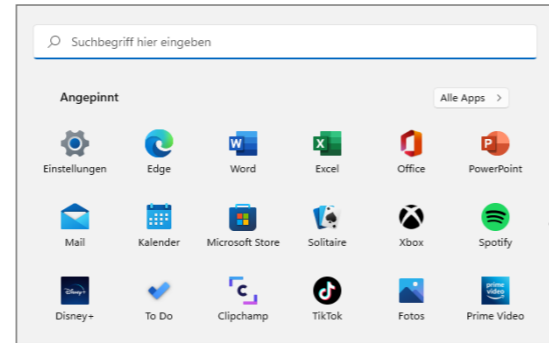 Suchbegriff hier eingeben
Angepinnt
Alle Apps >
Einstellungen Edge Word Excel Office PowerPoint
Mail Kalender Microsoft Store Solitaire Xbox Spotify
Disney+ To Do Clipchamp TikTok Fotos Prime Video